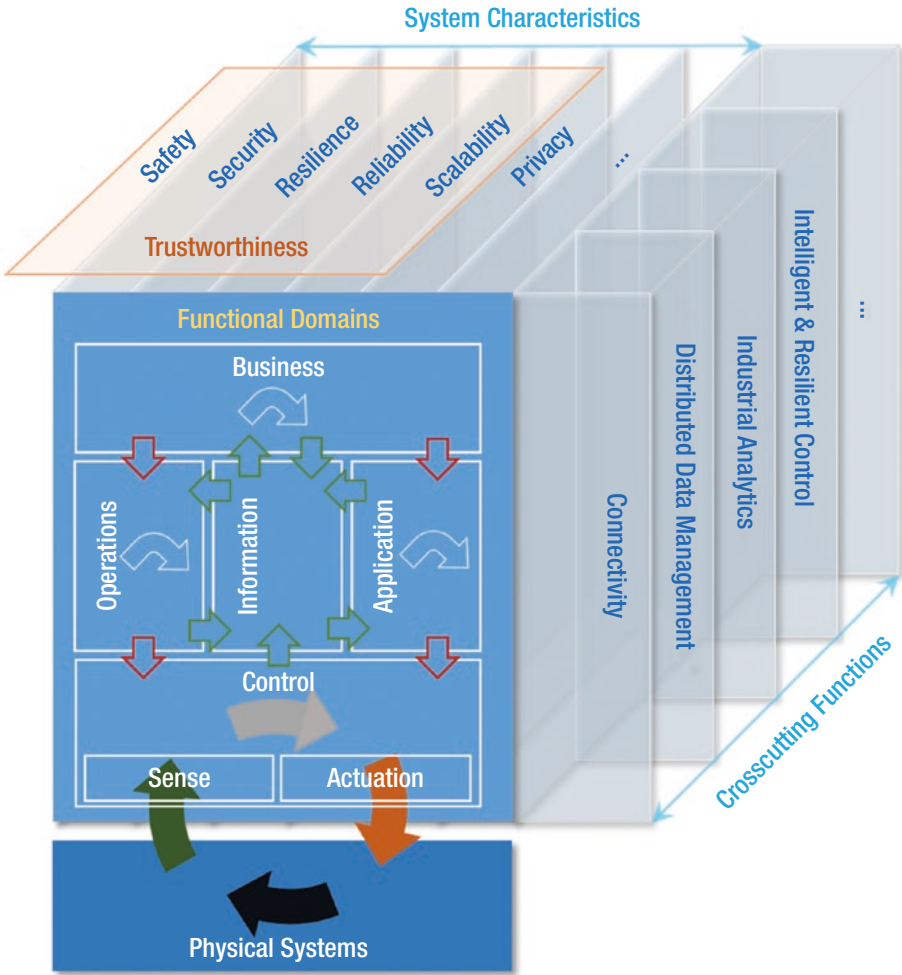 System Characteristics
Safety
Security
Resilience
Reliability
Scalability
Privacy
...
Trustworthiness
Functional Domains
Business
Operations
Information
Application
Control
Sense
Actuation
Physical Systems
Connectivity
Distributed Data Management
Industrial Analytics
Intelligent & Resilient Control
...
Crosscutting Functions